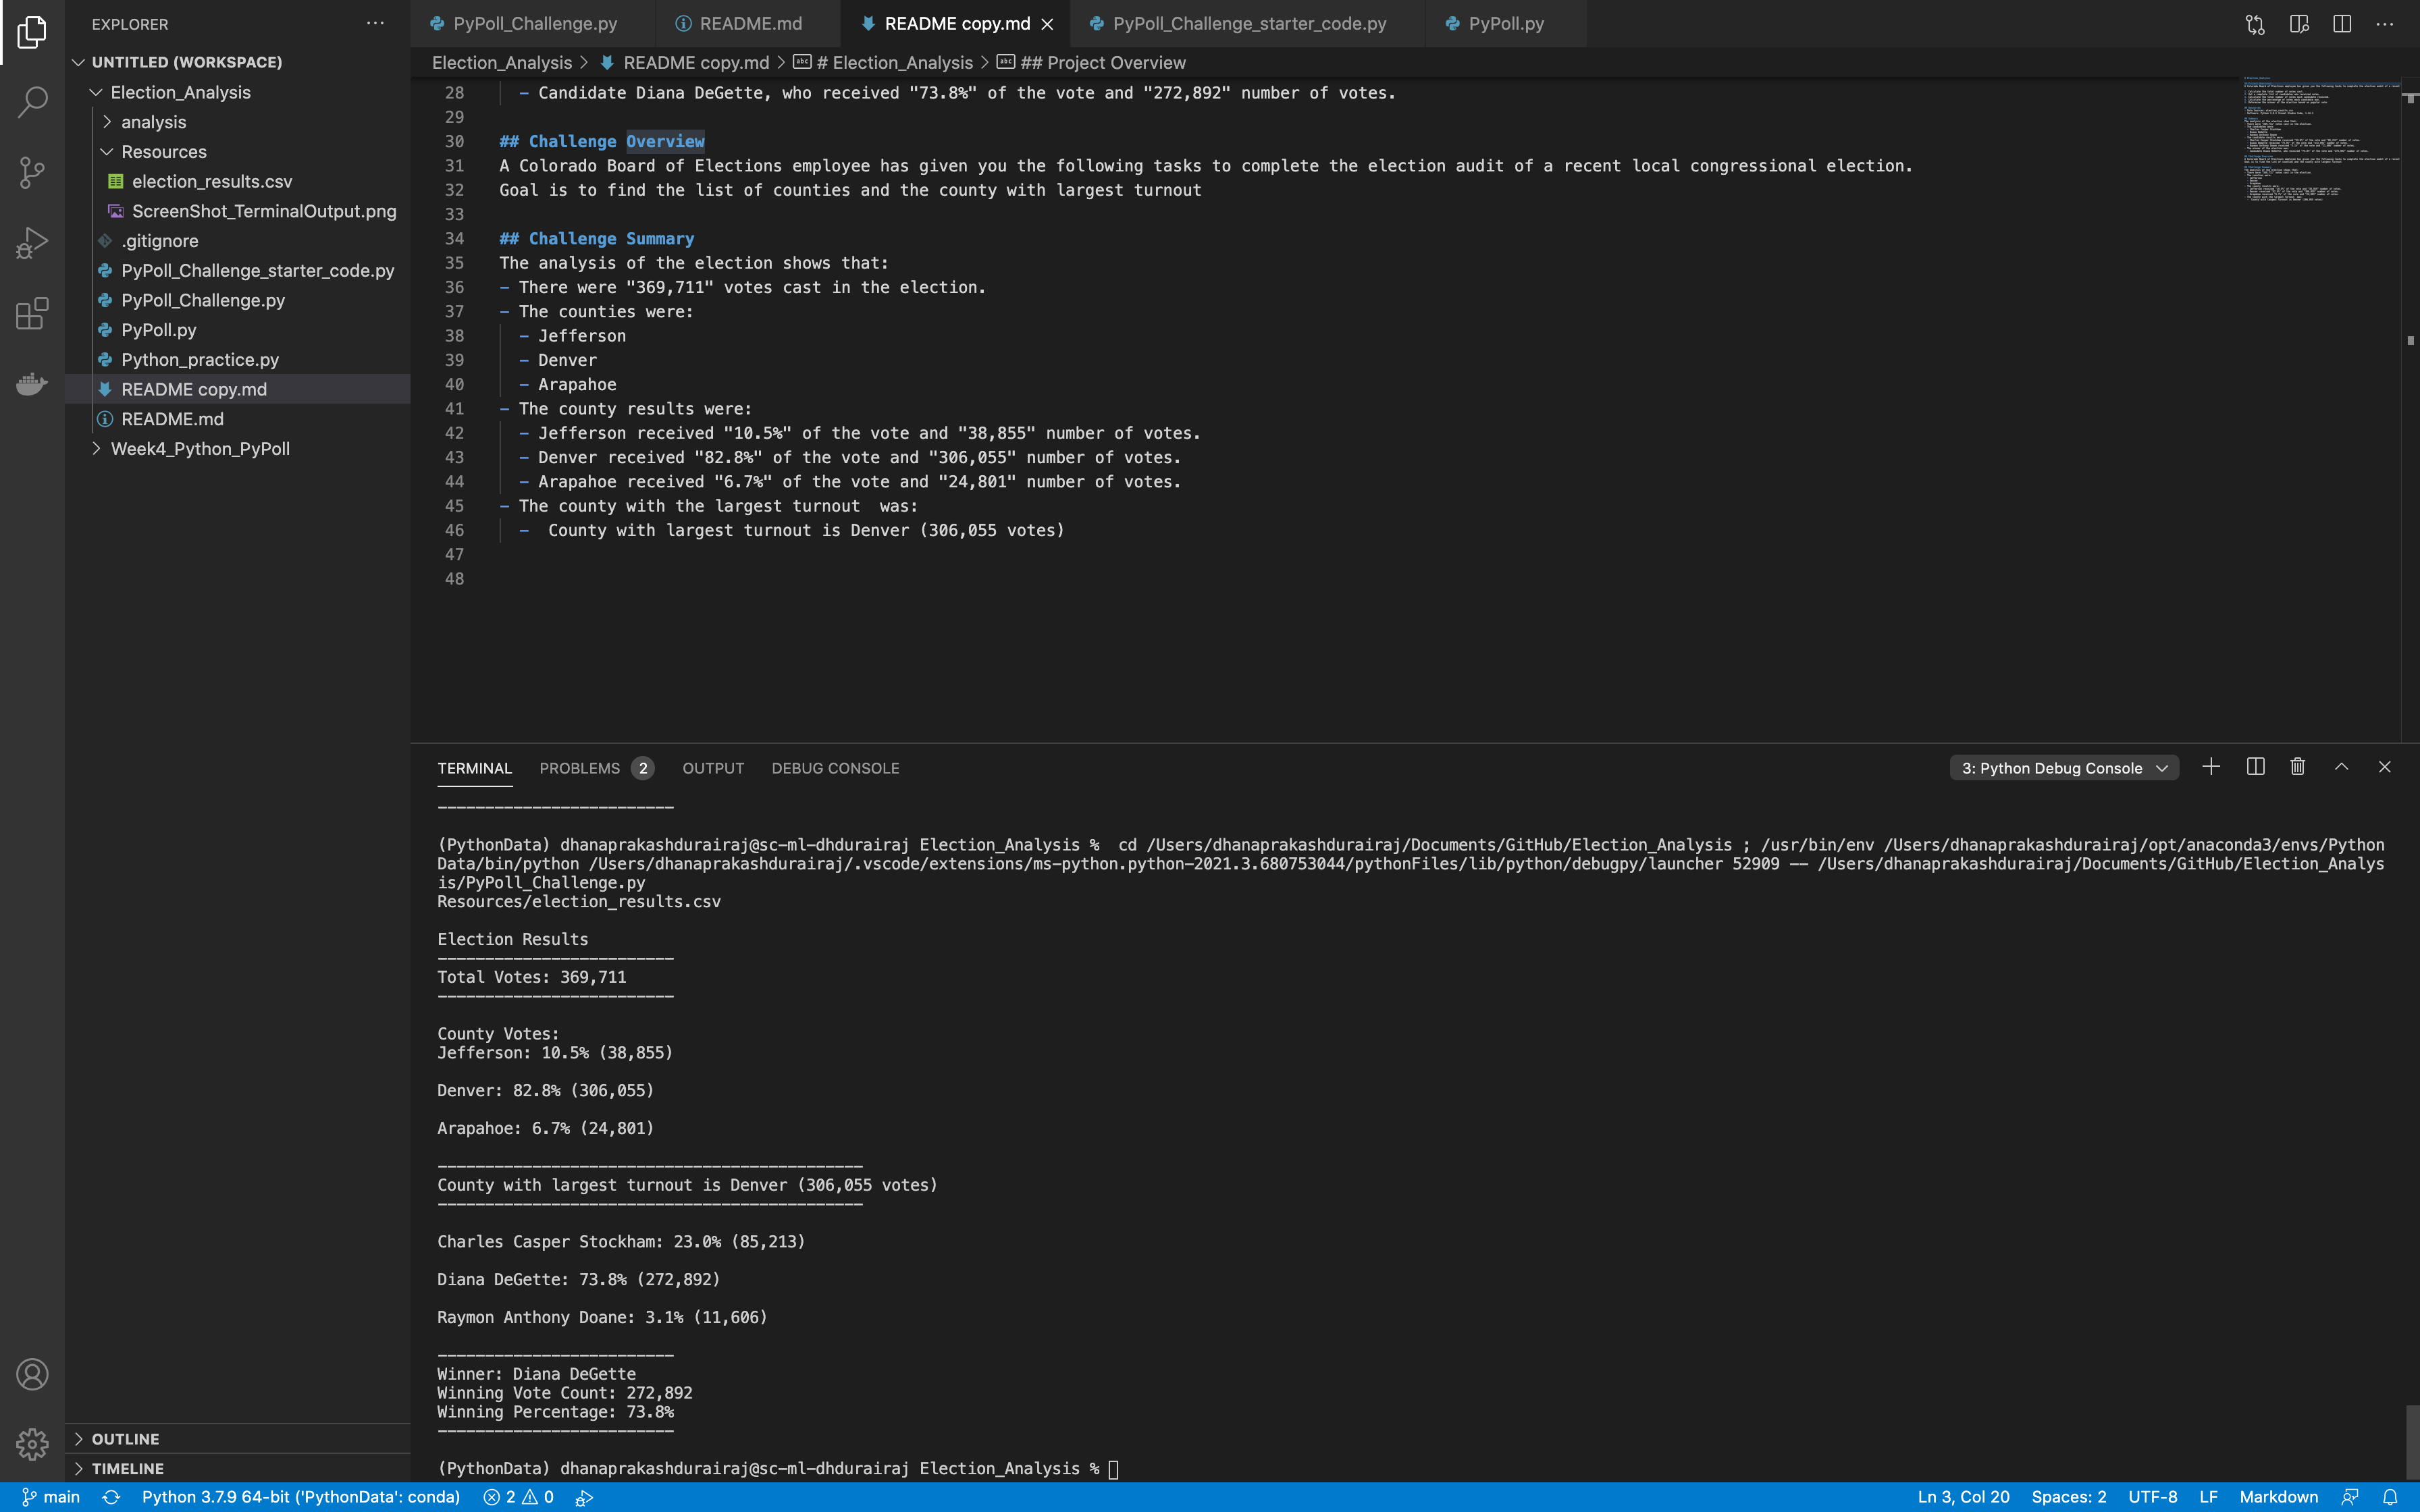 EXPLORER
UNTITLED (WORKSPACE)
Election_Analysis
analysis
Resources
election_results.csv
ScreenShot_TerminalOutput.png
.gitignore
PyPoll_Challenge_starter_code.py
PyPoll_Challenge.py
PyPoll.py
Python_practice.py
README copy.md
README.md
Week4_Python_PyPoll
OUTLINE
TIMELINE
PyPoll_Challenge.py README.md README copy.md PyPoll_Challenge_starter_code.py PyPoll.py
Election_Analysis > README copy.md > # Election_Analysis > ## Project Overview
28 - Candidate Diana DeGette, who received "73.8%" of the vote and "272,892" number of votes.
29
30 ## Challenge Overview
31 A Colorado Board of Elections employee has given you the following tasks to complete the election audit of a recent local congressional election.
32 Goal is to find the list of counties and the county with largest turnout
33
34 ## Challenge Summary
35 The analysis of the election shows that:
36 - There were "369,711" votes cast in the election.
37 - The counties were:
38 - Jefferson
39 - Denver
40 - Arapahoe
41 - The county results were:
42 - Jefferson received "10.5%" of the vote and "38,855" number of votes.
43 - Denver received "82.8%" of the vote and "306,055" number of votes.
44 - Arapahoe received "6.7%" of the vote and "24,801" number of votes.
45 - The county with the largest turnout  was:
46 -  County with largest turnout is Denver (306,055 votes)
47
48
TERMINAL PROBLEMS 2 OUTPUT DEBUG CONSOLE 3: Python Debug Console
-------------------------
(PythonData) dhanaprakashdurairaj@sc-ml-dhdurairaj Election_Analysis %  cd /Users/dhanaprakashdurairaj/Documents/GitHub/Election_Analysis ; /usr/bin/env /Users/dhanaprakashdurairaj/opt/anaconda3/envs/Python
Data/bin/python /Users/dhanaprakashdurairaj/.vscode/extensions/ms-python.python-2021.3.680753044/pythonFiles/lib/python/debugpy/launcher 52909 -- /Users/dhanaprakashdurairaj/Documents/GitHub/Election_Analys
is/PyPoll_Challenge.py
Resources/election_results.csv
Election Results
-------------------------
Total Votes: 369,711
-------------------------
County Votes:
Jefferson: 10.5% (38,855)
Denver: 82.8% (306,055)
Arapahoe: 6.7% (24,801)
---------------------------------------------
County with largest turnout is Denver (306,055 votes)
---------------------------------------------
Charles Casper Stockham: 23.0% (85,213)
Diana DeGette: 73.8% (272,892)
Raymon Anthony Doane: 3.1% (11,606)
-------------------------
Winner: Diana DeGette
Winning Vote Count: 272,892
Winning Percentage: 73.8%
-------------------------
(PythonData) dhanaprakashdurairaj@sc-ml-dhdurairaj Election_Analysis %
main Python 3.7.9 64-bit ('PythonData': conda) 2 0 Ln 3, Col 20 Spaces: 2 UTF-8 LF Markdown